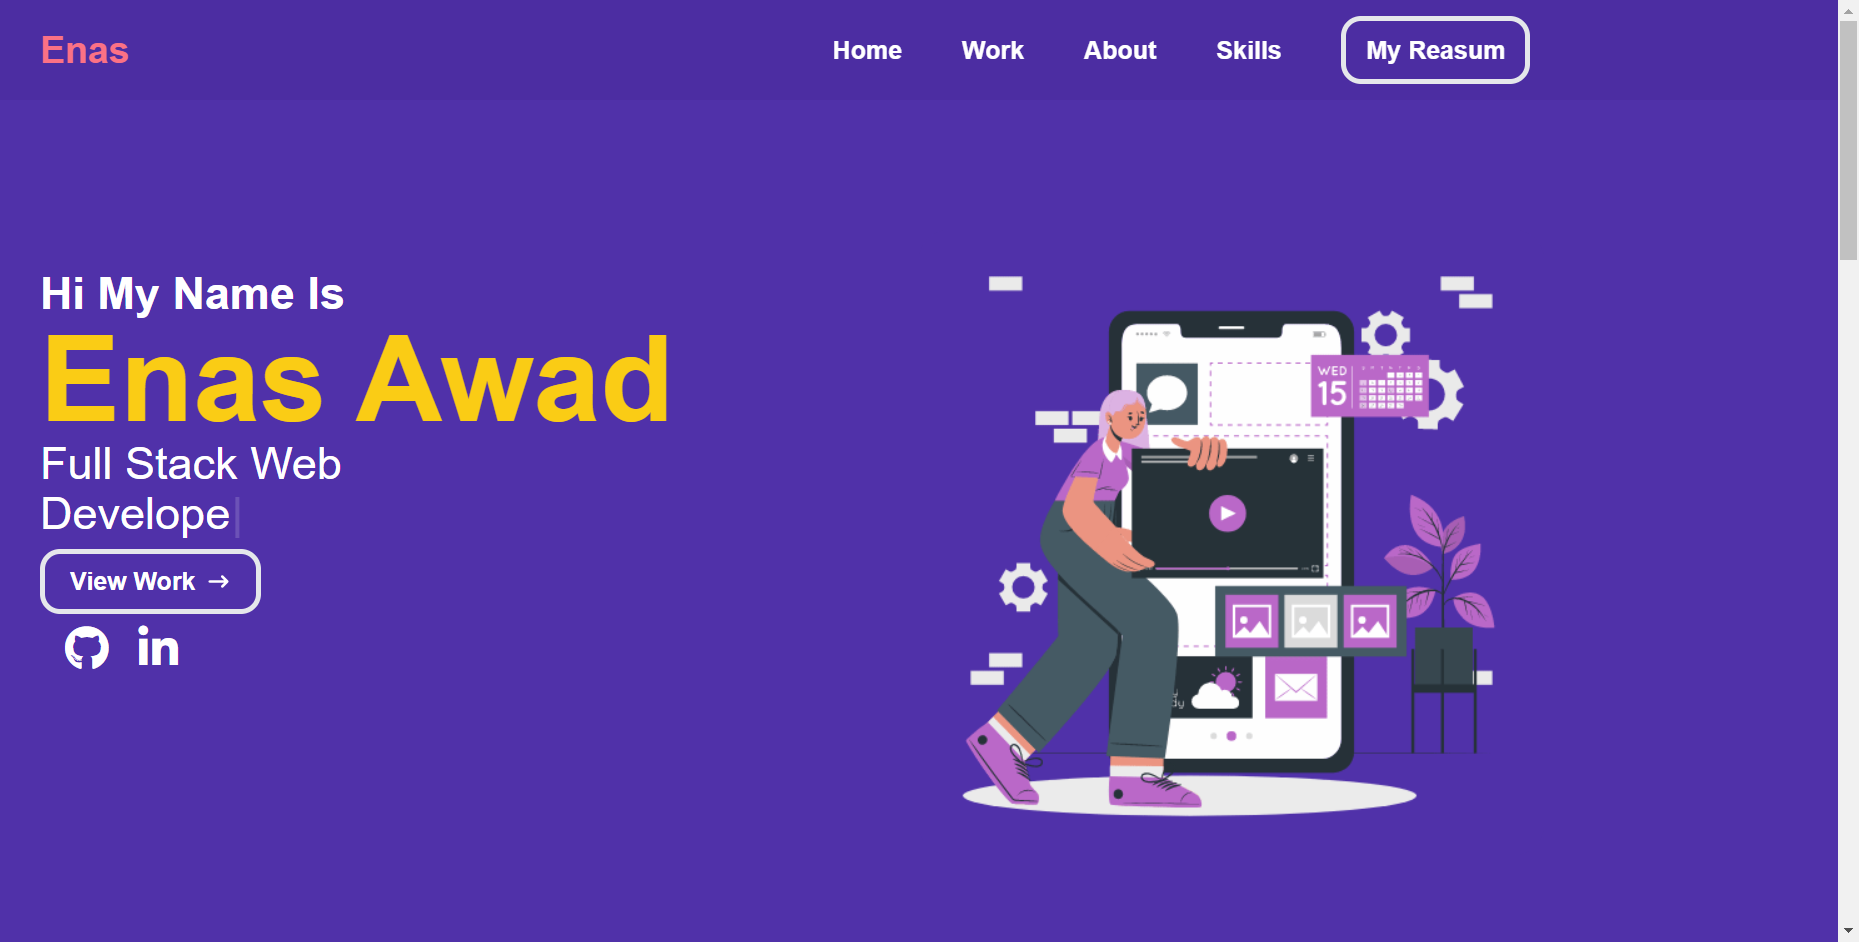 Enas
Home Work About Skills My Reasum
Hi My Name Is
Enas Awad
Full Stack Web
Develope
View Work →
in
WED
15
dy